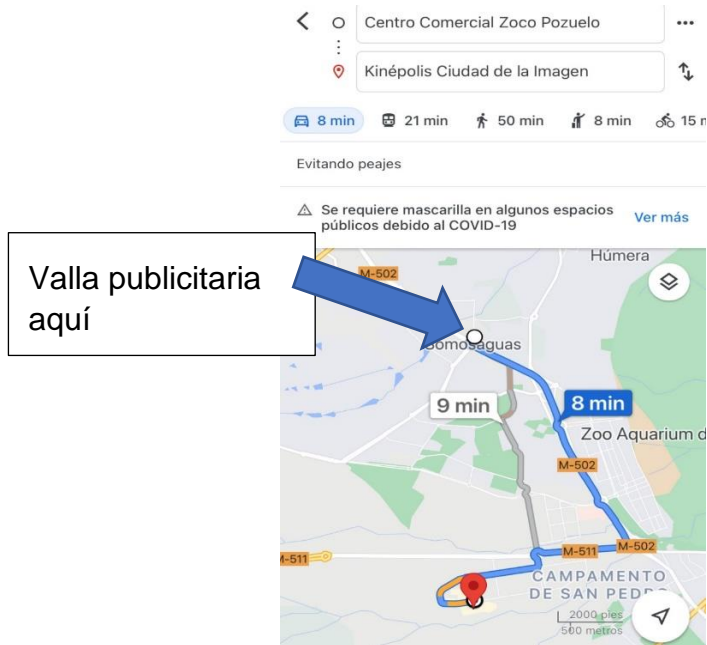 Centro Comercial Zoco Pozuelo
Kinépolis Ciudad de la Imagen
8 min
21 min
50 min
8 min
15 m
Evitando peajes
Se requiere mascarilla en algunos espacios
públicos debido al COVID-19
Ver más
Valla publicitaria
aquí
Húmera
M-502
Somosaguas
9 min
8 min
Zoo Aquarium d
M-502
M-511
M-502
M-511
CAMPAMENTO
DE SAN PEDRO
2000 pies
500 metros